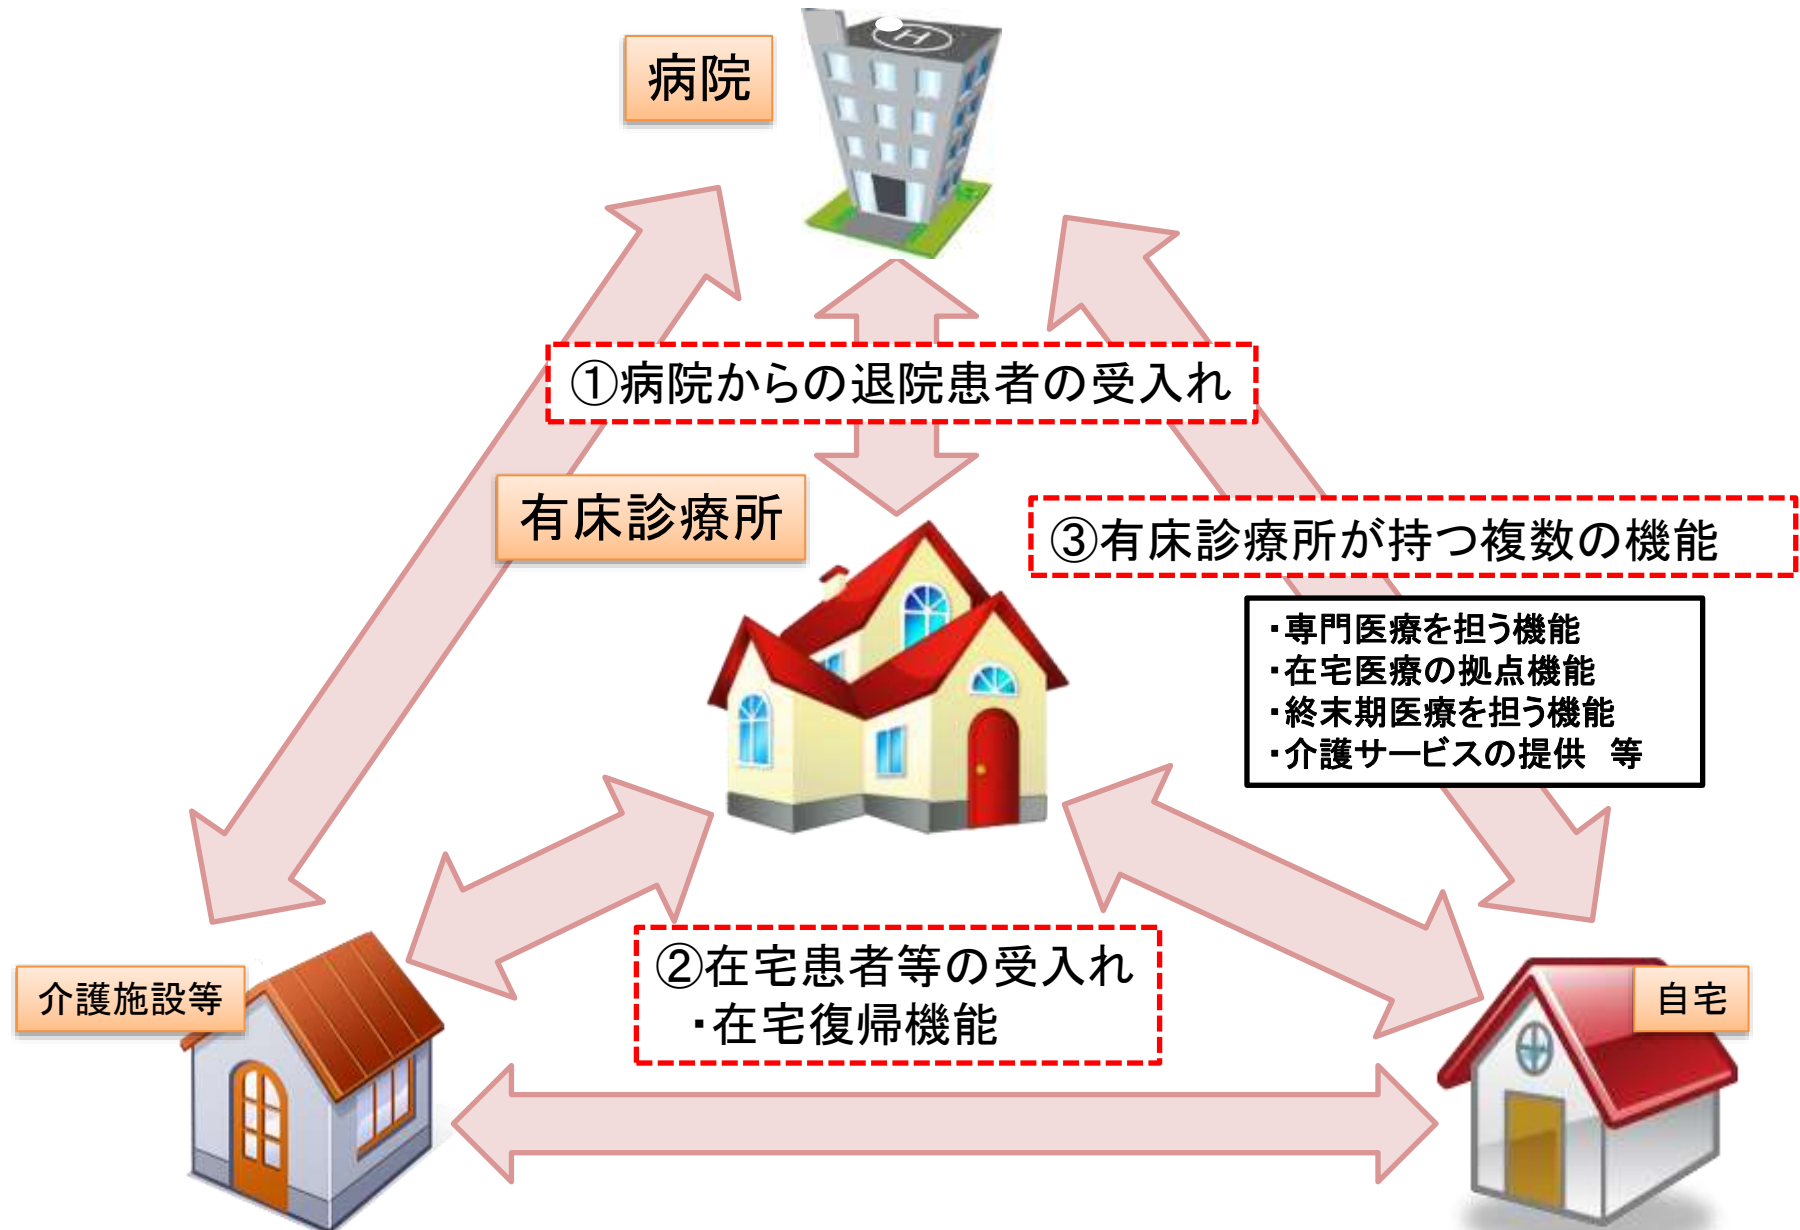 病院
①病院からの退院患者の受入れ
有床診療所
③有床診療所が持つ複数の機能
・専門医療を担う機能
・在宅医療の拠点機能
・終末期医療を担う機能
・介護サービスの提供　等
②在宅患者等の受入れ
・在宅復帰機能
介護施設等
自宅
H